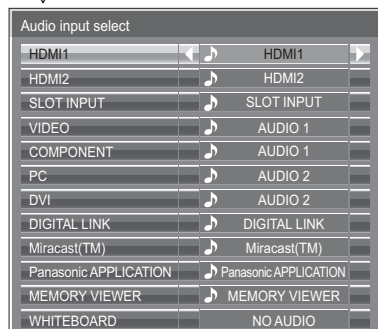 Audio input select
HDMI1 HDMI1
HDMI2 HDMI2
SLOT INPUT SLOT INPUT
VIDEO AUDIO 1
COMPONENT AUDIO 1
PC AUDIO 2
DVI AUDIO 2
DIGITAL LINK DIGITAL LINK
Miracast(TM) Miracast(TM)
Panasonic APPLICATION Panasonic APPLICATION
MEMORY VIEWER MEMORY VIEWER
WHITEBOARD NO AUDIO